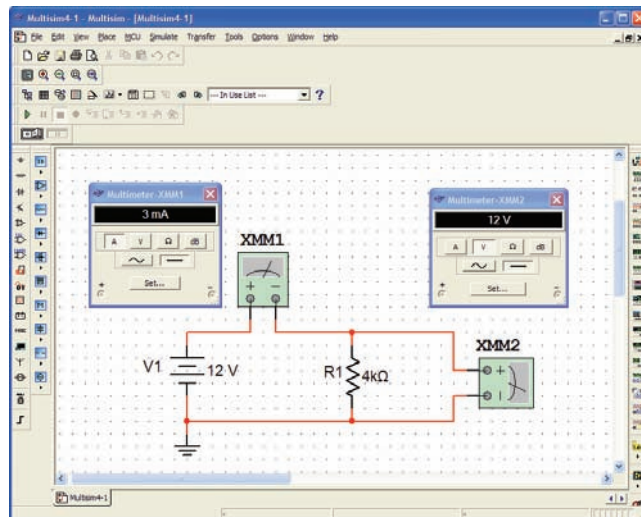 Multisim4-1 - Multisim - [Multisim4-1]
File Edit View Place MCU Simulate Transfer Tools Options Window Help
--- In Use List --- ?
Multimeter-XMM1
3 mA
A V Ω dB
Set...
+ −
XMM1
+ −
Multimeter-XMM2
12 V
A V Ω dB
Set...
+ −
XMM2
+
V1 12 V
R1 4kΩ
Multisim4-1